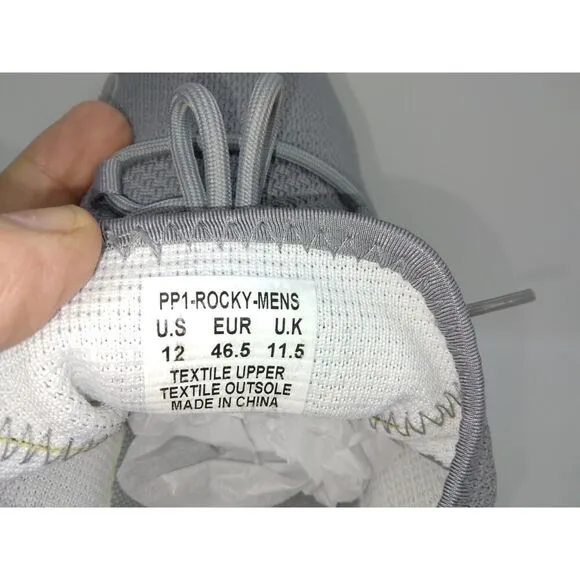 PP1-ROCKY-MENS
U.S EUR U.K
12 46.5 11.5
TEXTILE UPPER
TEXTILE OUTSOLE
MADE IN CHINA